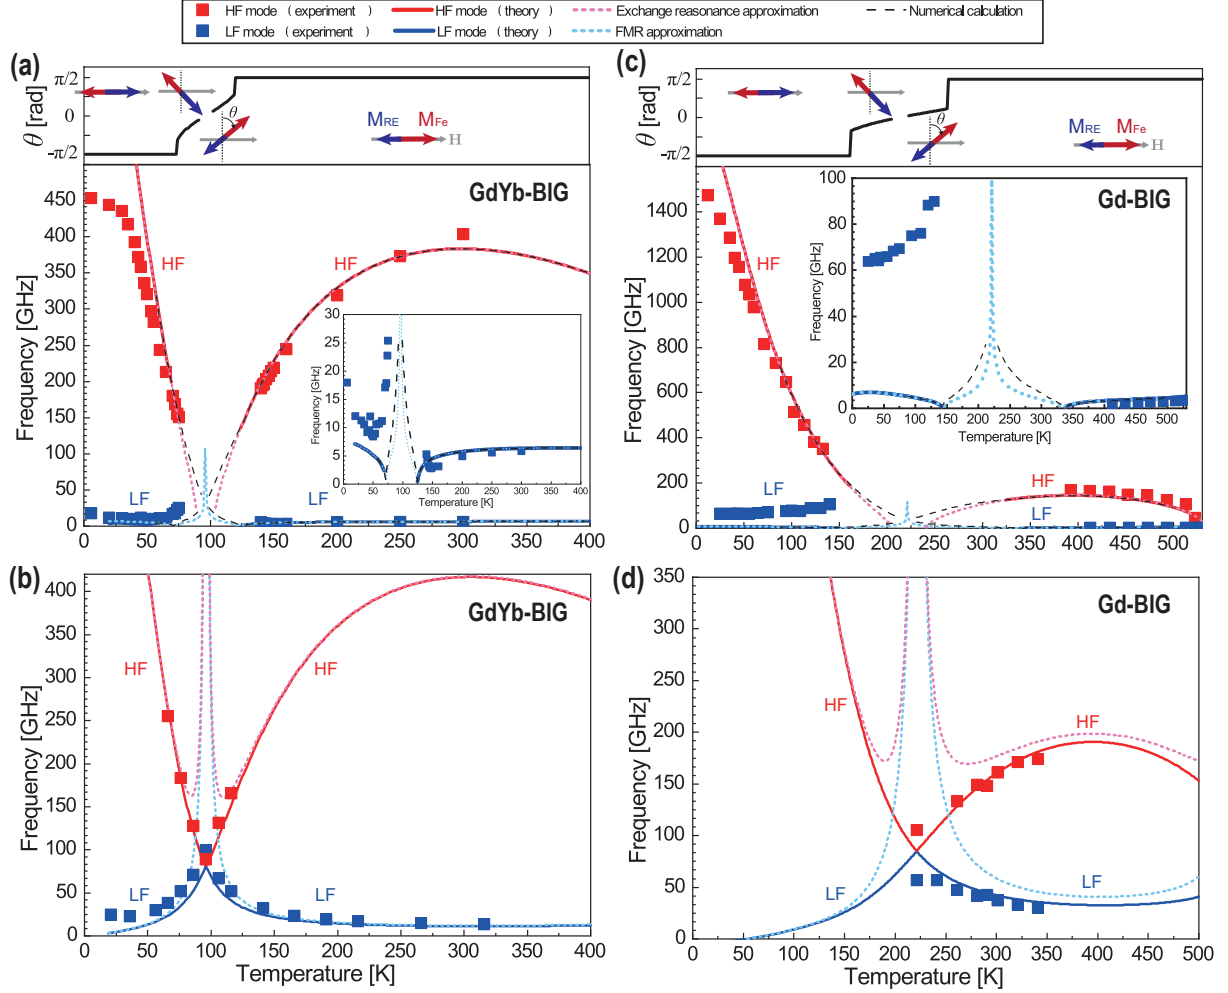 HF mode ( experiment ) HF mode ( theory ) Exchange reasonance approximation Numerical calculation
LF mode ( experiment ) LF mode ( theory ) FMR approximation
(a)
θ [rad]
π/2
0
-π/2
θ
MRE MFe
H
GdYb-BIG
Frequency [GHz]
450
400
350
300
250
200
150
100
50
0
HF
HF
LF
LF
0 50 100 150 200 250 300 350 400
Frequency [GHz]
30
25
20
15
10
5
0
0 50 100 150 200 250 300 350 400
Temperature [K]
(c)
θ [rad]
π/2
0
-π/2
θ
MRE MFe
H
Gd-BIG
Frequency [GHz]
1400
1200
1000
800
600
400
200
0
HF
LF
HF
LF
0 50 100 150 200 250 300 350 400 450 500
Frequency [GHz]
100
80
60
40
20
0
0 50 100 150 200 250 300 350 400 450 500
Temperature [K]
(b)
GdYb-BIG
Frequency [GHz]
400
350
300
250
200
150
100
50
0
HF
HF
LF
LF
0 50 100 150 200 250 300 350 400
Temperature [K]
(d)
Gd-BIG
Frequency [GHz]
350
300
250
200
150
100
50
0
HF
HF
LF
LF
0 50 100 150 200 250 300 350 400 450 500
Temperature [K]